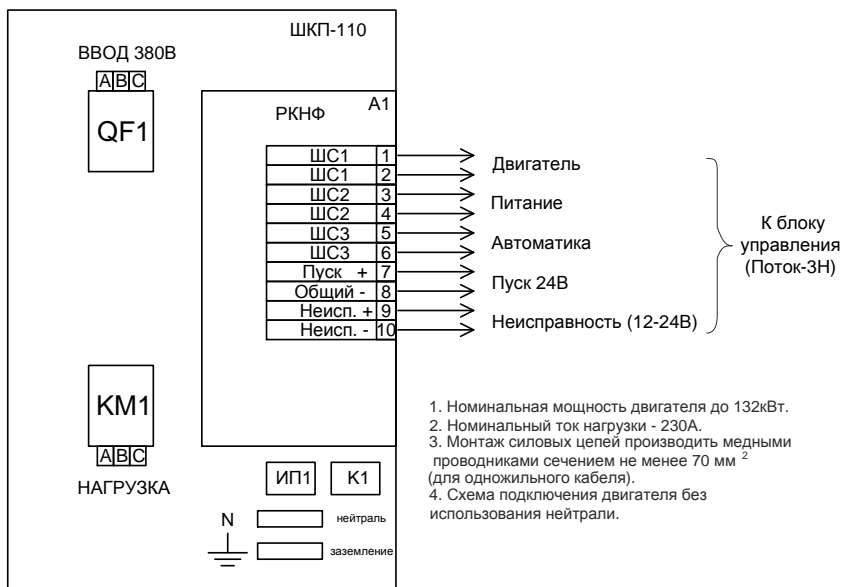 ШКП-110
ВВОД 380В
A B C
QF1
РКНФ A1
ШС1 1
ШС1 2
ШС2 3
ШС2 4
ШС3 5
ШС3 6
Пуск + 7
Общий - 8
Неисп. + 9
Неисп. - 10
Двигатель
Питание
Автоматика
Пуск 24В
Неисправность (12-24В)
К блоку
управления
(Поток-3Н)
KM1
A B C
НАГРУЗКА
ИП1 K1
N нейтраль
заземление
1. Номинальная мощность двигателя до 132кВт.
2. Номинальный ток нагрузки - 230А.
3. Монтаж силовых цепей производить медными
проводниками сечением не менее 70 мм ²
(для одножильного кабеля).
4. Схема подключения двигателя без
использования нейтрали.